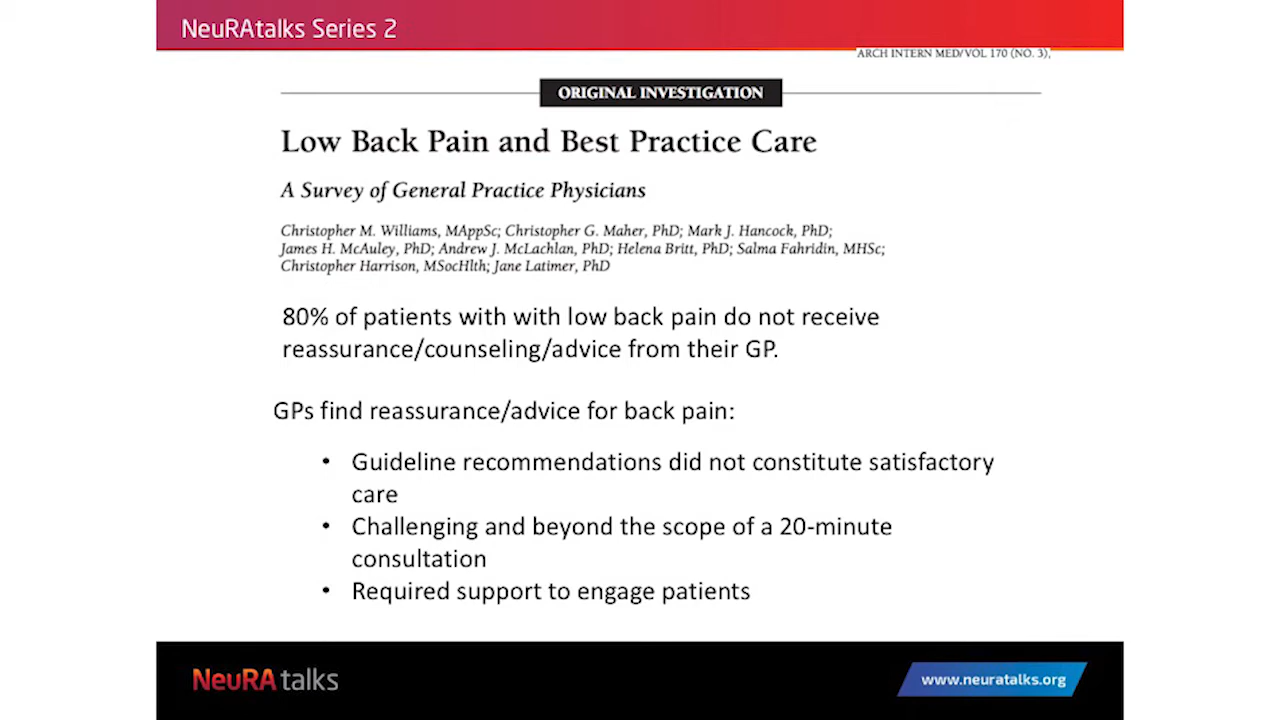 NeuRAtalks Series 2
ARCH INTERN MED/VOL 170 (NO. 3),
ORIGINAL INVESTIGATION
Low Back Pain and Best Practice Care
A Survey of General Practice Physicians
Christopher M. Williams, MAppSc; Christopher G. Maher, PhD; Mark J. Hancock, PhD;
James H. McAuley, PhD; Andrew J. McLachlan, PhD; Helena Britt, PhD; Salma Fahridin, MHSc;
Christopher Harrison, MSocHlth; Jane Latimer, PhD
80% of patients with with low back pain do not receive
reassurance/counseling/advice from their GP.
GPs find reassurance/advice for back pain:
• Guideline recommendations did not constitute satisfactory
care
• Challenging and beyond the scope of a 20-minute
consultation
• Required support to engage patients
NeuRA talks
www.neuratalks.org